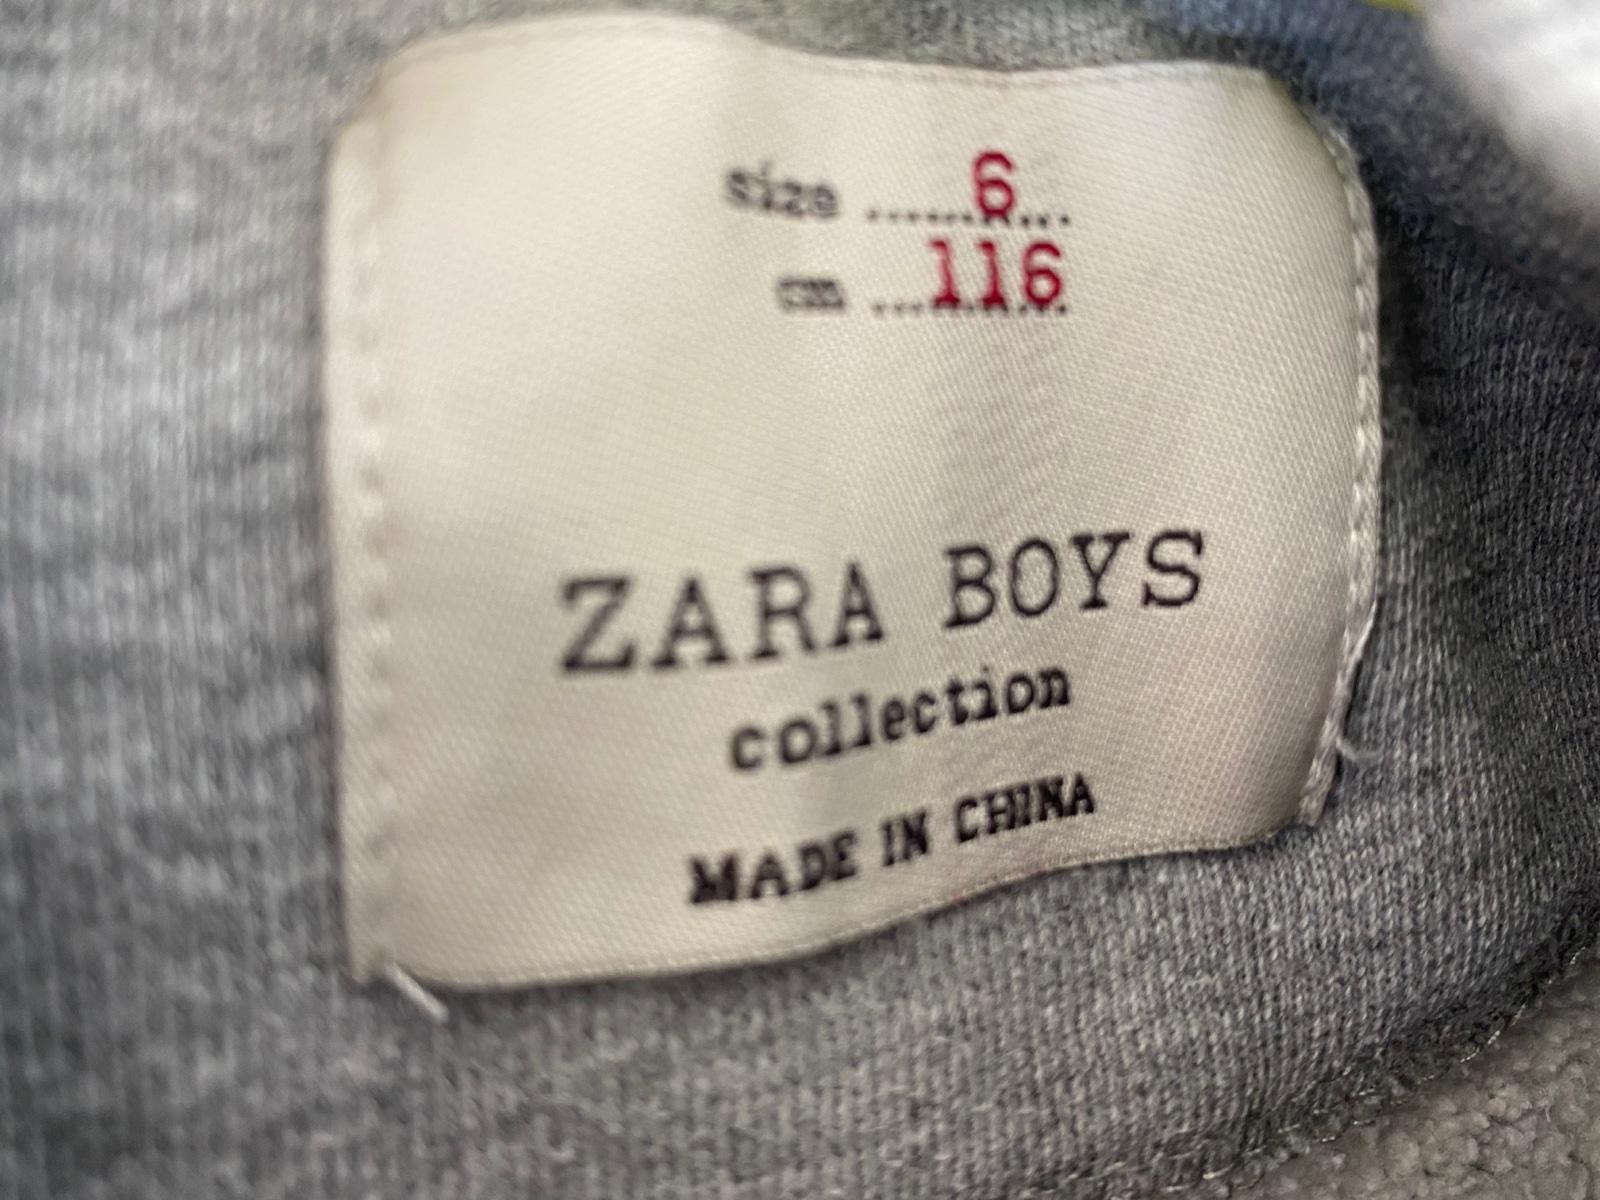 size ......6...
cm ...116.
ZARA BOYS
collection
MADE IN CHINA